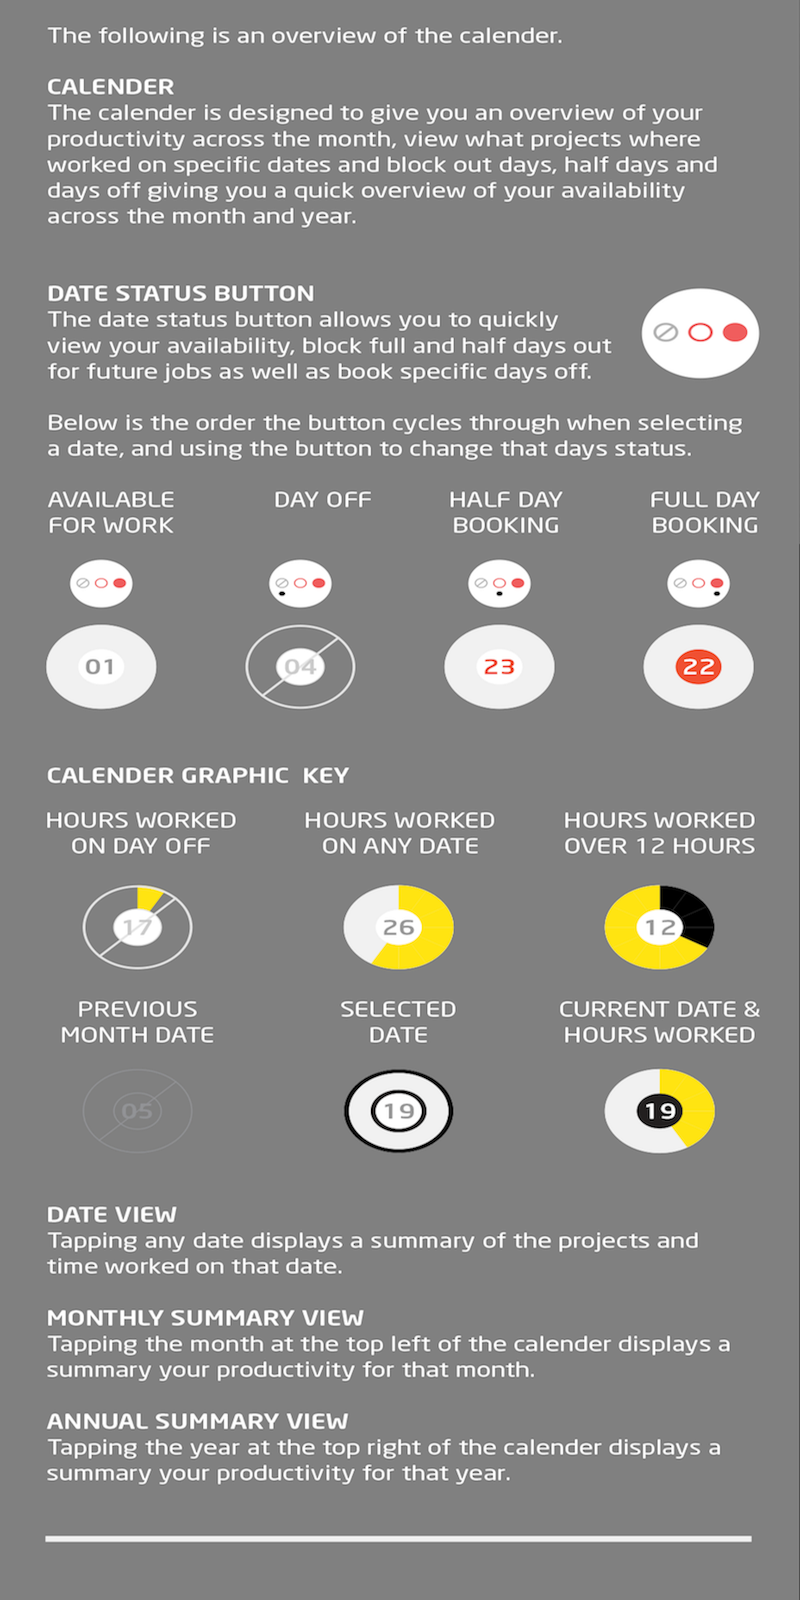 The following is an overview of the calender.
CALENDER
The calender is designed to give you an overview of your
productivity across the month, view what projects where
worked on specific dates and block out days, half days and
days off giving you a quick overview of your availability
across the month and year.
DATE STATUS BUTTON
The date status button allows you to quickly
view your availability, block full and half days out
for future jobs as well as book specific days off.
Below is the order the button cycles through when selecting
a date, and using the button to change that days status.
AVAILABLE
FOR WORK
DAY OFF
HALF DAY
BOOKING
FULL DAY
BOOKING
01
04
23
22
CALENDER GRAPHIC KEY
HOURS WORKED
ON DAY OFF
HOURS WORKED
ON ANY DATE
HOURS WORKED
OVER 12 HOURS
17
26
12
PREVIOUS
MONTH DATE
SELECTED
DATE
CURRENT DATE &
HOURS WORKED
05
19
19
DATE VIEW
Tapping any date displays a summary of the projects and
time worked on that date.
MONTHLY SUMMARY VIEW
Tapping the month at the top left of the calender displays a
summary your productivity for that month.
ANNUAL SUMMARY VIEW
Tapping the year at the top right of the calender displays a
summary your productivity for that year.